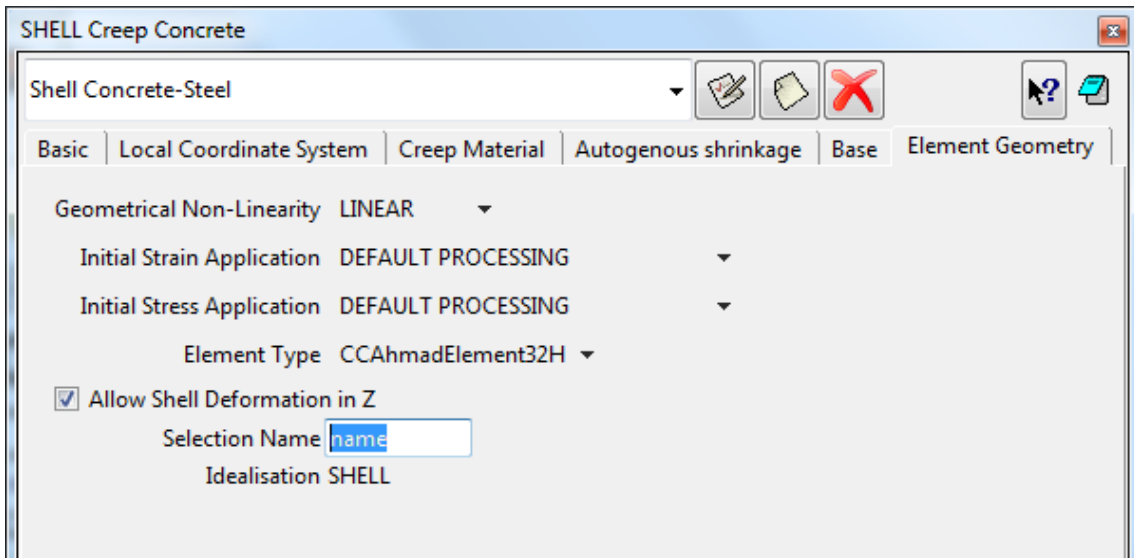 SHELL Creep Concrete
Shell Concrete-Steel
Basic Local Coordinate System Creep Material Autogenous shrinkage Base Element Geometry
Geometrical Non-Linearity LINEAR
Initial Strain Application DEFAULT PROCESSING
Initial Stress Application DEFAULT PROCESSING
Element Type CCAhmadElement32H
Allow Shell Deformation in Z
Selection Name name
Idealisation SHELL